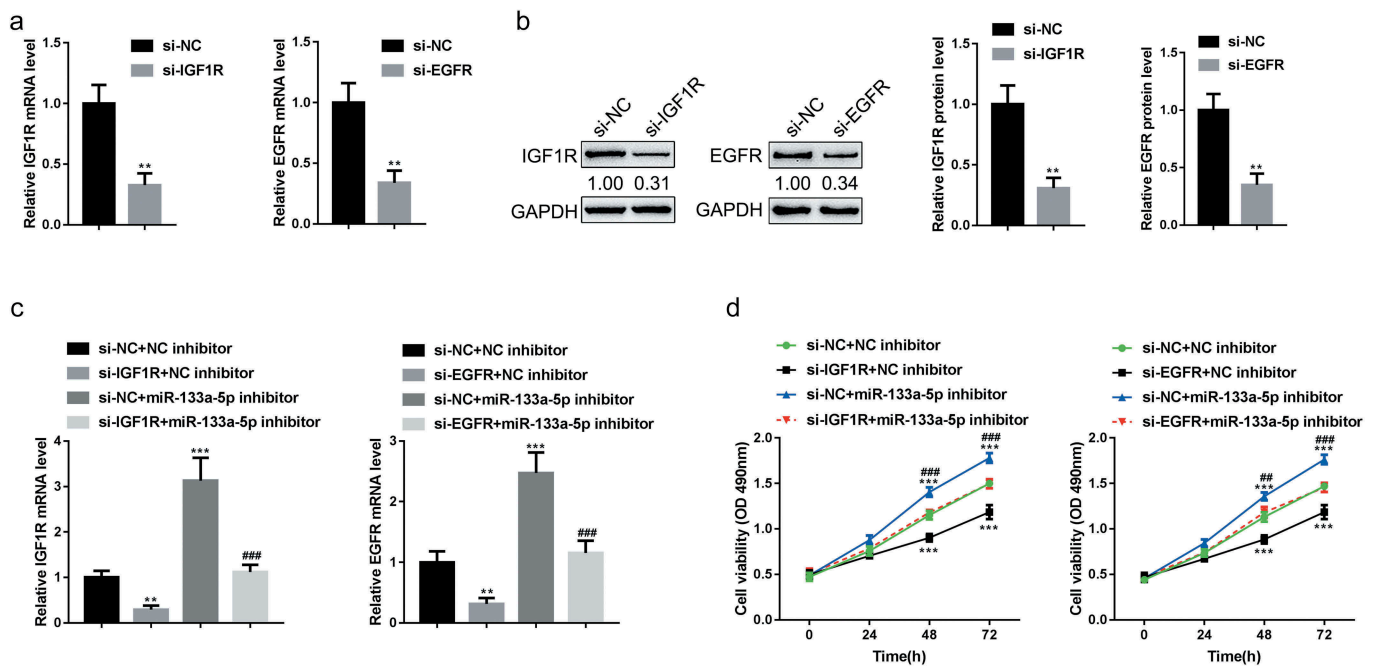 a
si-NC
si-IGF1R
Relative IGF1R mRNA level
1.5
1.0
0.5
0.0
**
si-NC
si-EGFR
Relative EGFR mRNA level
1.5
1.0
0.5
0.0
**
b
si-NC
si-IGF1R
IGF1R
1.00 0.31
GAPDH
si-NC
si-EGFR
EGFR
1.00 0.34
GAPDH
si-NC
si-IGF1R
Relative IGF1R protein level
1.5
1.0
0.5
0.0
**
si-NC
si-EGFR
Relative EGFR protein level
1.5
1.0
0.5
0.0
**
c
si-NC+NC inhibitor
si-IGF1R+NC inhibitor
si-NC+miR-133a-5p inhibitor
si-IGF1R+miR-133a-5p inhibitor
Relative IGF1R mRNA level
4
3
2
1
0
**
***
###
si-NC+NC inhibitor
si-EGFR+NC inhibitor
si-NC+miR-133a-5p inhibitor
si-EGFR+miR-133a-5p inhibitor
Relative EGFR mRNA level
3
2
1
0
**
***
###
d
si-NC+NC inhibitor
si-IGF1R+NC inhibitor
si-NC+miR-133a-5p inhibitor
si-IGF1R+miR-133a-5p inhibitor
Cell viability (OD 490nm)
2.0
1.5
1.0
0.5
0.0
###
***
***
###
***
***
0 24 48 72
Time(h)
si-NC+NC inhibitor
si-EGFR+NC inhibitor
si-NC+miR-133a-5p inhibitor
si-EGFR+miR-133a-5p inhibitor
Cell viability (OD 490nm)
2.0
1.5
1.0
0.5
0.0
##
***
***
###
***
***
0 24 48 72
Time(h)